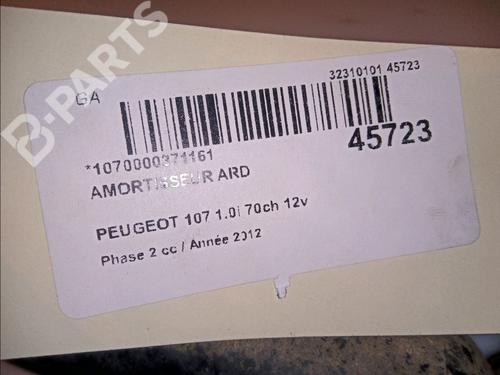 B-PARTS
GA
32310101 45723
45723
*1070000371161
AMORTISSEUR ARD
PEUGEOT 107 1.0i 70ch 12v
Phase 2 cc / Année 2012